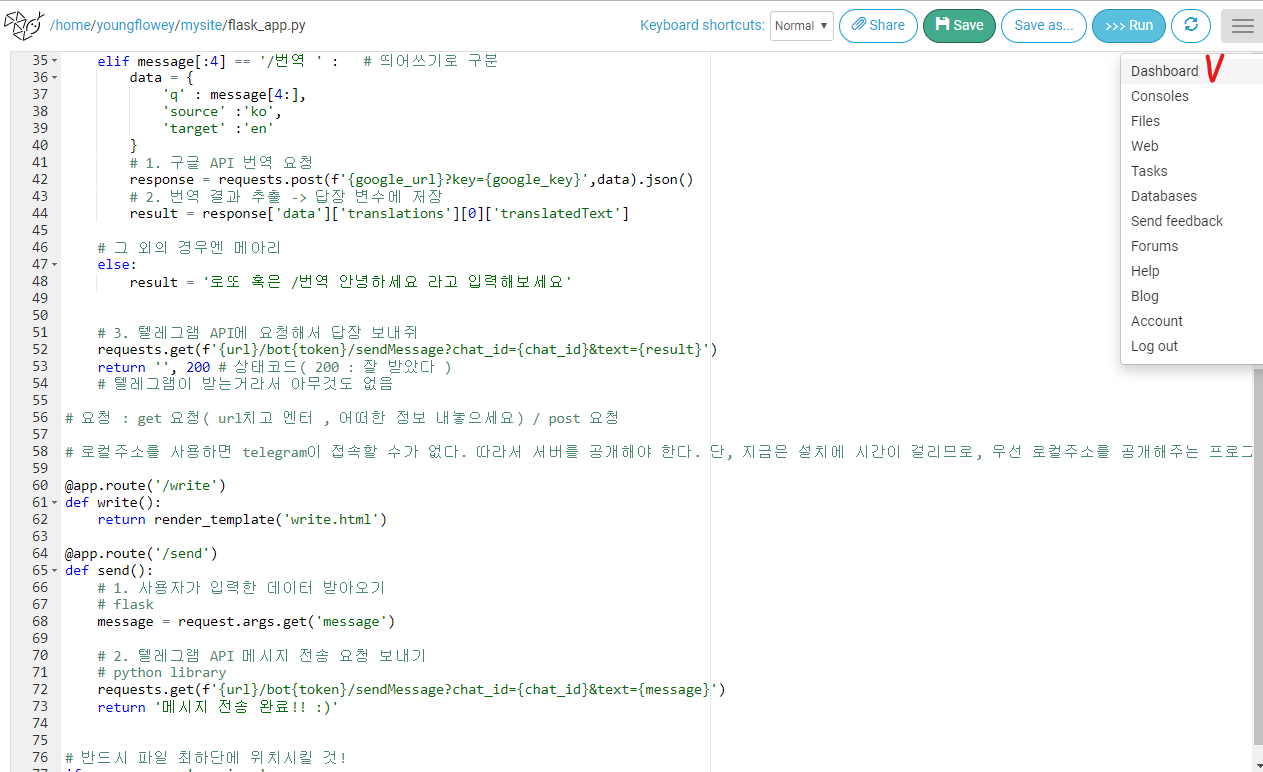 /home/youngflowey/mysite/flask_app.py
Keyboard shortcuts: Normal Share Save Save as... >>> Run
Dashboard V
Consoles
Files
Web
Tasks
Databases
Send feedback
Forums
Help
Blog
Account
Log out
35 elif message[:4] == '/번역 ' :   # 띄어쓰기로 구분
36 data = {
37 'q' : message[4:],
38 'source' :'ko',
39 'target' :'en'
40 }
41 # 1. 구글 API 번역 요청
42 response = requests.post(f'{google_url}?key={google_key}',data).json()
43 # 2. 번역 결과 추출 -> 답장 변수에 저장
44 result = response['data']['translations'][0]['translatedText']
45
46 # 그 외의 경우엔 메아리
47 else:
48 result = '로또 혹은 /번역 안녕하세요 라고 입력해보세요'
49
50
51 # 3. 텔레그램 API에 요청해서 답장 보내줘
52 requests.get(f'{url}/bot{token}/sendMessage?chat_id={chat_id}&text={result}')
53 return '', 200 # 상태코드( 200 : 잘 받았다 )
54 # 텔레그램이 받는거라서 아무것도 없음
55
56 # 요청 : get 요청( url치고 엔터 , 어떠한 정보 내놓으세요) / post 요청
57
58 # 로컬주소를 사용하면 telegram이 접속할 수가 없다. 따라서 서버를 공개해야 한다. 단, 지금은 설치에 시간이 걸리므로, 우선 로컬주소를 공개해주는 프로그
59
60 @app.route('/write')
61 def write():
62 return render_template('write.html')
63
64 @app.route('/send')
65 def send():
66 # 1. 사용자가 입력한 데이터 받아오기
67 # flask
68 message = request.args.get('message')
69
70 # 2. 텔레그램 API 메시지 전송 요청 보내기
71 # python library
72 requests.get(f'{url}/bot{token}/sendMessage?chat_id={chat_id}&text={message}')
73 return '메시지 전송 완료!! :)'
74
75
76 # 반드시 파일 최하단에 위치시킬 것!